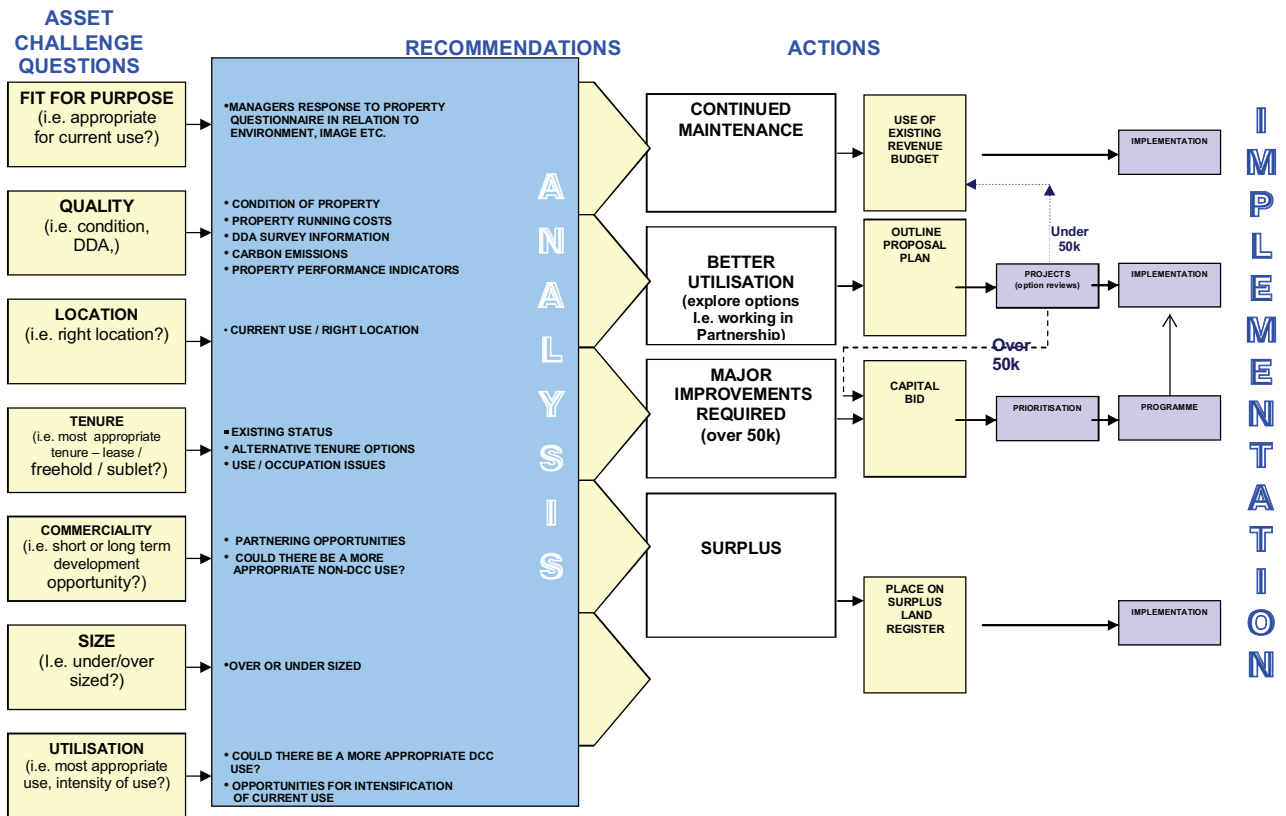 ASSET
CHALLENGE
QUESTIONS
RECOMMENDATIONS
ACTIONS
FIT FOR PURPOSE
(i.e. appropriate
for current use?)
QUALITY
(i.e. condition,
DDA,)
LOCATION
(i.e. right location?)
TENURE
(i.e. most appropriate
tenure – lease /
freehold / sublet?)
COMMERCIALITY
(i.e. short or long term
development
opportunity?)
SIZE
(I.e. under/over
sized?)
UTILISATION
(i.e. most appropriate
use, intensity of use?)
•MANAGERS RESPONSE TO PROPERTY
QUESTIONNAIRE IN RELATION TO
ENVIRONMENT, IMAGE ETC.
• CONDITION OF PROPERTY
• PROPERTY RUNNING COSTS
• DDA SURVEY INFORMATION
• CARBON EMISSIONS
• PROPERTY PERFORMANCE INDICATORS
• CURRENT USE / RIGHT LOCATION
▪EXISTING STATUS
• ALTERNATIVE TENURE OPTIONS
• USE / OCCUPATION ISSUES
• PARTNERING OPPORTUNITIES
• COULD THERE BE A MORE
APPROPRIATE NON-DCC USE?
•OVER OR UNDER SIZED
• COULD THERE BE A MORE APPROPRIATE DCC
USE?
• OPPORTUNITIES FOR INTENSIFICATION
OF CURRENT USE
A
N
A
L
Y
S
I
S
CONTINUED
MAINTENANCE
BETTER
UTILISATION
(explore options
I.e. working in
Partnership)
MAJOR
IMPROVEMENTS
REQUIRED
(over 50k)
SURPLUS
USE OF
EXISTING
REVENUE
BUDGET
OUTLINE
PROPOSAL
PLAN
CAPITAL
BID
PLACE ON
SURPLUS
LAND
REGISTER
Under
50k
PROJECTS
(option reviews)
Over
50k
PRIORITISATION
IMPLEMENTATION
IMPLEMENTATION
PROGRAMME
IMPLEMENTATION
I
M
P
L
E
M
E
N
T
A
T
I
O
N